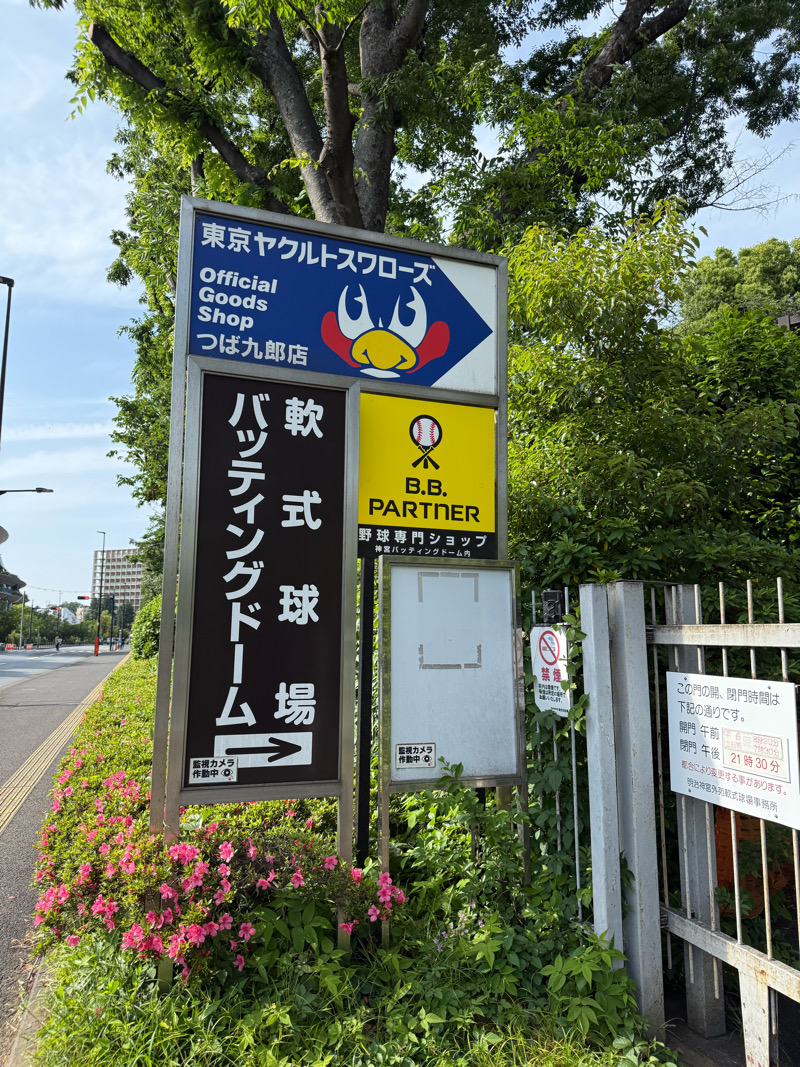 東京ヤクルトスワローズ
Official
Goods
Shop
つば九郎店
軟式球場
バッティングドーム
監視カメラ
作動中
B.B.
PARTNER
野球専門ショップ
神宮バッティングドーム内
監視カメラ
作動中
禁煙
この門の開、閉門時間は
下記の通りです。
開門 午前
閉門 午後 21時30分
都合により変更する事があります。
明治神宮外苑軟式球場事務所